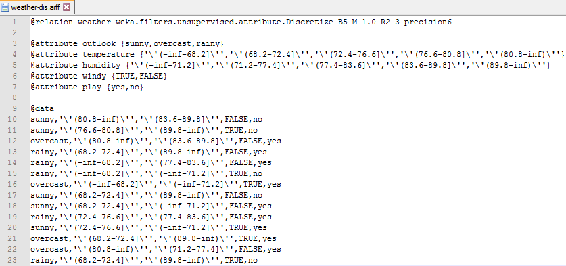 weather-dis.arff
1 @relation weather-weka.filters.unsupervised.attribute.Discretize-B5-M-1.0-R2-3-precision6
2
3 @attribute outlook {sunny,overcast,rainy}
4 @attribute temperature {'\'(-inf-68.2]\'','\'(68.2-72.4]\'','\'(72.4-76.6]\'','\'(76.6-80.8]\'','\'(80.8-inf)\''}
5 @attribute humidity {'\'(-inf-71.2]\'','\'(71.2-77.4]\'','\'(77.4-83.6]\'','\'(83.6-89.8]\'','\'(89.8-inf)\''}
6 @attribute windy {TRUE,FALSE}
7 @attribute play {yes,no}
8
9 @data
10 sunny,'\'(80.8-inf)\'','\'(83.6-89.8]\'',FALSE,no
11 sunny,'\'(76.6-80.8]\'','\'(89.8-inf)\'',TRUE,no
12 overcast,'\'(80.8-inf)\'','\'(83.6-89.8]\'',FALSE,yes
13 rainy,'\'(68.2-72.4]\'','\'(89.8-inf)\'',FALSE,yes
14 rainy,'\'(-inf-68.2]\'','\'(77.4-83.6]\'',FALSE,yes
15 rainy,'\'(-inf-68.2]\'','\'(-inf-71.2]\'',TRUE,no
16 overcast,'\'(-inf-68.2]\'','\'(-inf-71.2]\'',TRUE,yes
17 sunny,'\'(68.2-72.4]\'','\'(89.8-inf)\'',FALSE,no
18 sunny,'\'(68.2-72.4]\'','\'(-inf-71.2]\'',FALSE,yes
19 rainy,'\'(72.4-76.6]\'','\'(77.4-83.6]\'',FALSE,yes
20 sunny,'\'(72.4-76.6]\'','\'(-inf-71.2]\'',TRUE,yes
21 overcast,'\'(68.2-72.4]\'','\'(89.8-inf)\'',TRUE,yes
22 overcast,'\'(80.8-inf)\'','\'(71.2-77.4]\'',FALSE,yes
23 rainy,'\'(68.2-72.4]\'','\'(89.8-inf)\'',TRUE,no